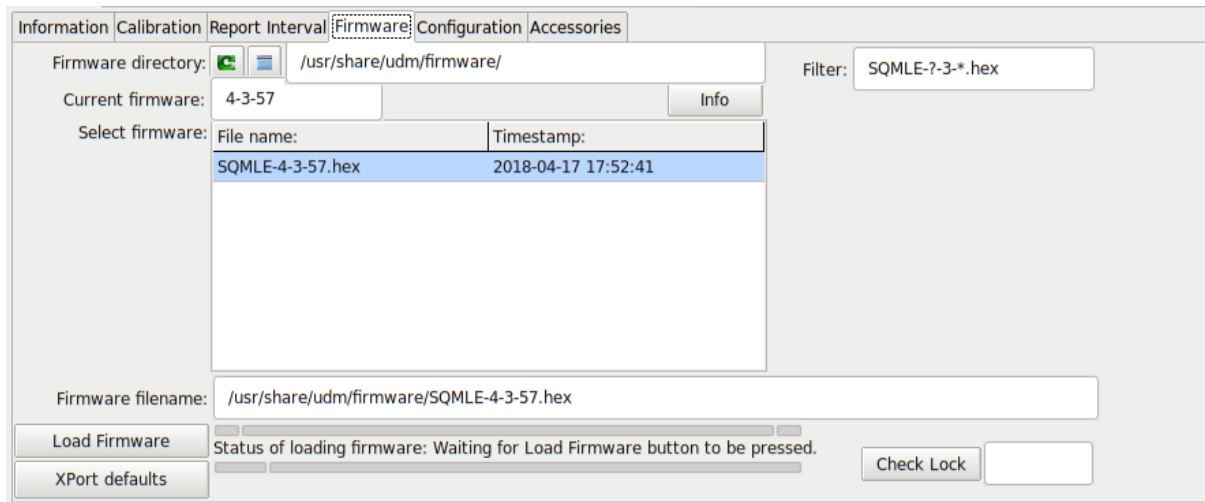 Information Calibration Report Interval Firmware Configuration Accessories
Firmware directory: /usr/share/udm/firmware/ Filter: SQMLE-?-3-*.hex
Current firmware: 4-3-57 Info
Select firmware: File name: Timestamp:
SQMLE-4-3-57.hex 2018-04-17 17:52:41
Firmware filename: /usr/share/udm/firmware/SQMLE-4-3-57.hex
Load Firmware Status of loading firmware: Waiting for Load Firmware button to be pressed.
XPort defaults Check Lock